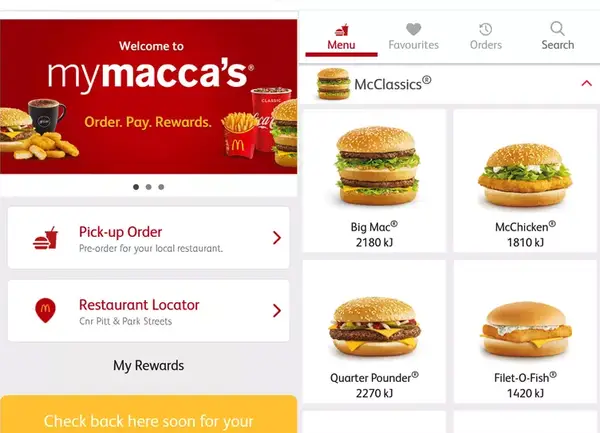 Welcome to
mymacca's®
Order. Pay. Rewards.
CLASSIC
Pick-up Order
Pre-order for your local restaurant.
Restaurant Locator
Cnr Pitt & Park Streets
My Rewards
Check back here soon for your
Menu
Favourites
Orders
Search
McClassics®
Big Mac®
2180 kJ
McChicken®
1810 kJ
Quarter Pounder®
2270 kJ
Filet-O-Fish®
1420 kJ